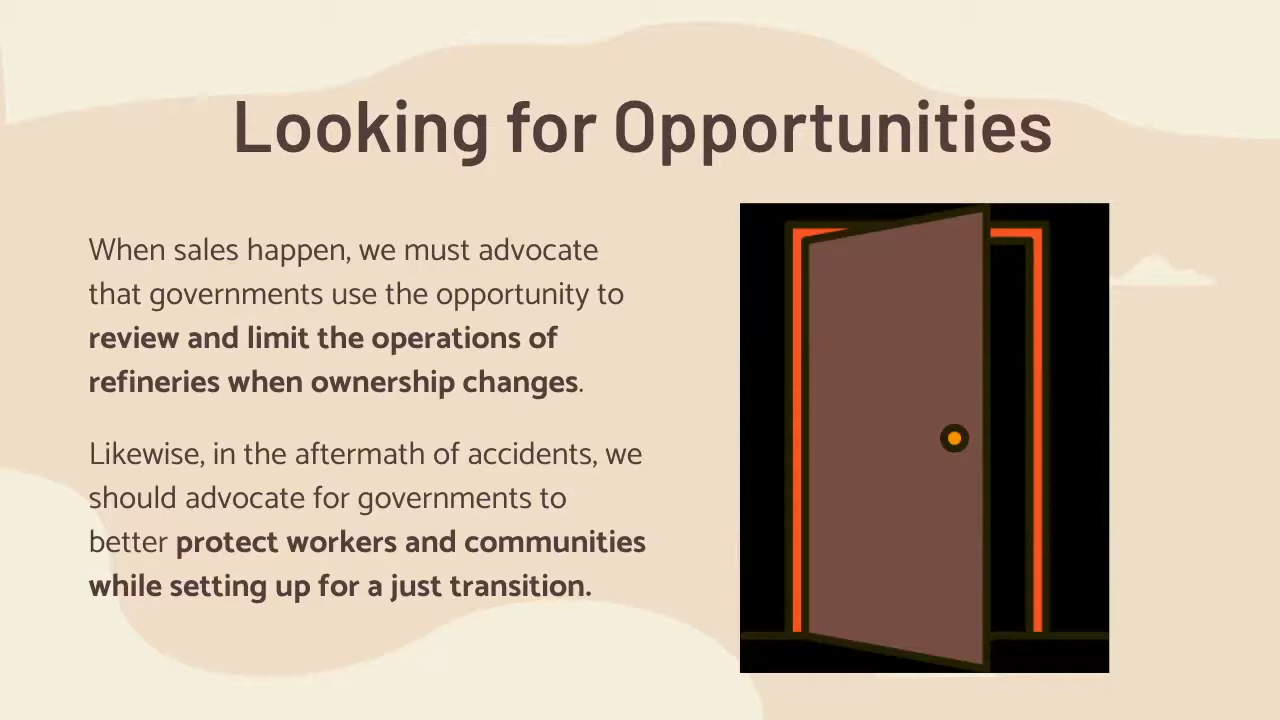 Looking for Opportunities
When sales happen, we must advocate
that governments use the opportunity to
review and limit the operations of
refineries when ownership changes.
Likewise, in the aftermath of accidents, we
should advocate for governments to
better protect workers and communities
while setting up for a just transition.